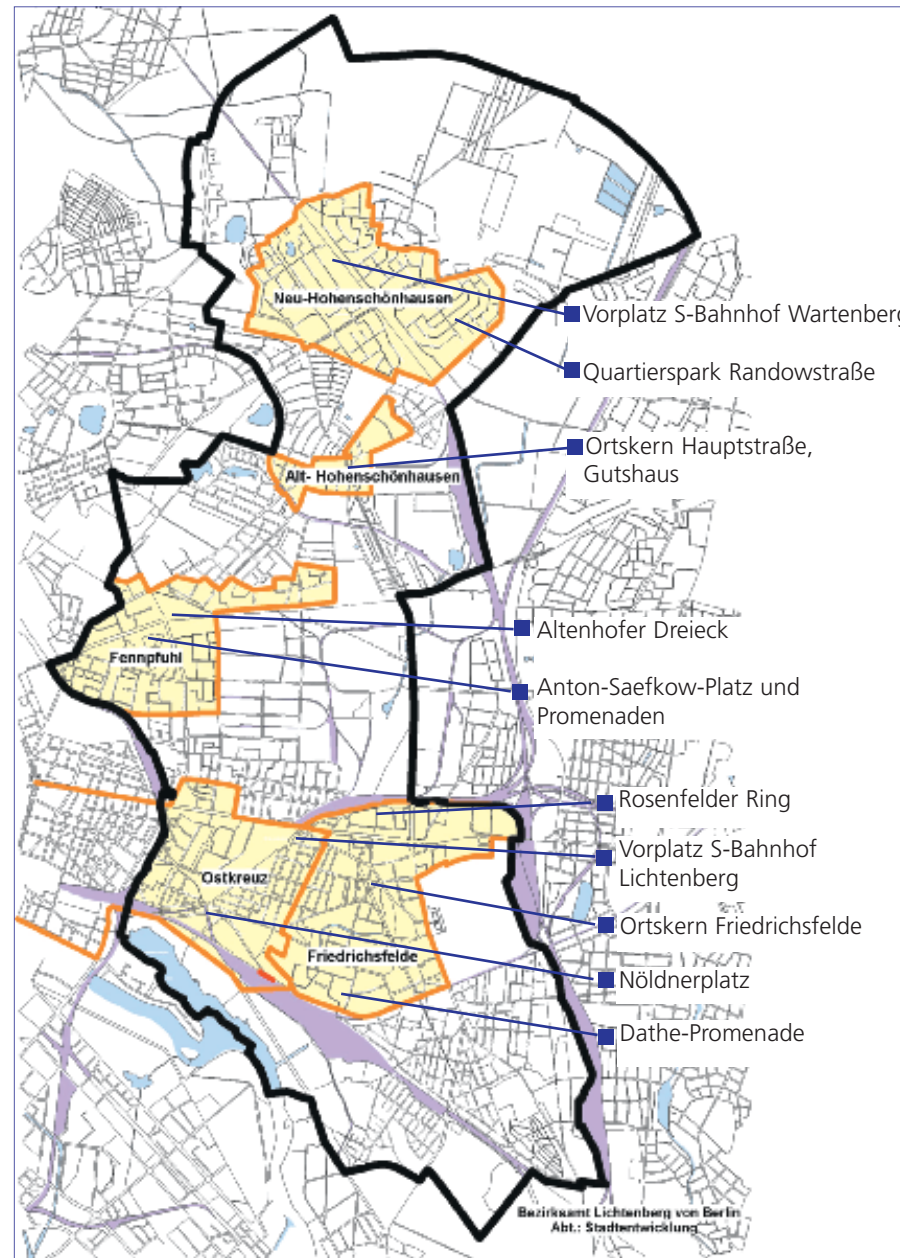 Neu-Hohenschönhausen
Vorplatz S-Bahnhof Wartenberg
Quartierspark Randowstraße
Ortskern Hauptstraße,
Gutshaus
Alt- Hohenschönhausen
Altenhofer Dreieck
Fennpfuhl
Anton-Saefkow-Platz und
Promenaden
Rosenfelder Ring
Vorplatz S-Bahnhof
Lichtenberg
Ostkreuz
Ortskern Friedrichsfelde
Friedrichsfelde
Nöldnerplatz
Dathe-Promenade
Bezirksamt Lichtenberg von Berlin
Abt.: Stadtentwicklung